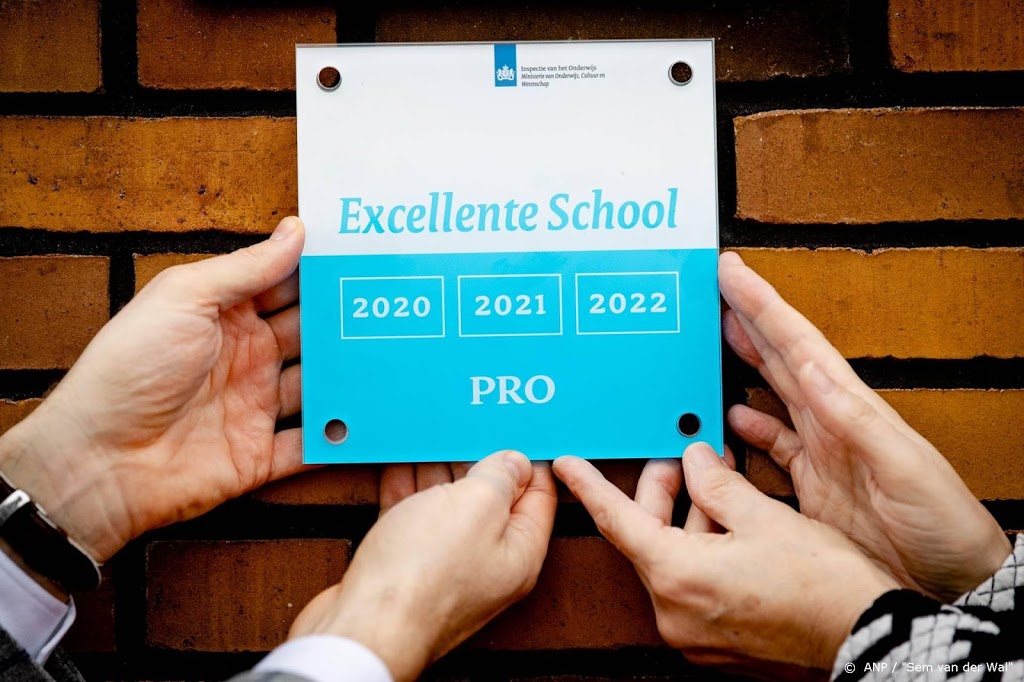 Inspectie van het Onderwijs
Ministerie van Onderwijs, Cultuur en
Wetenschap
Excellente School
2020 2021 2022
PRO
© ANP / "Sem van der Wal"